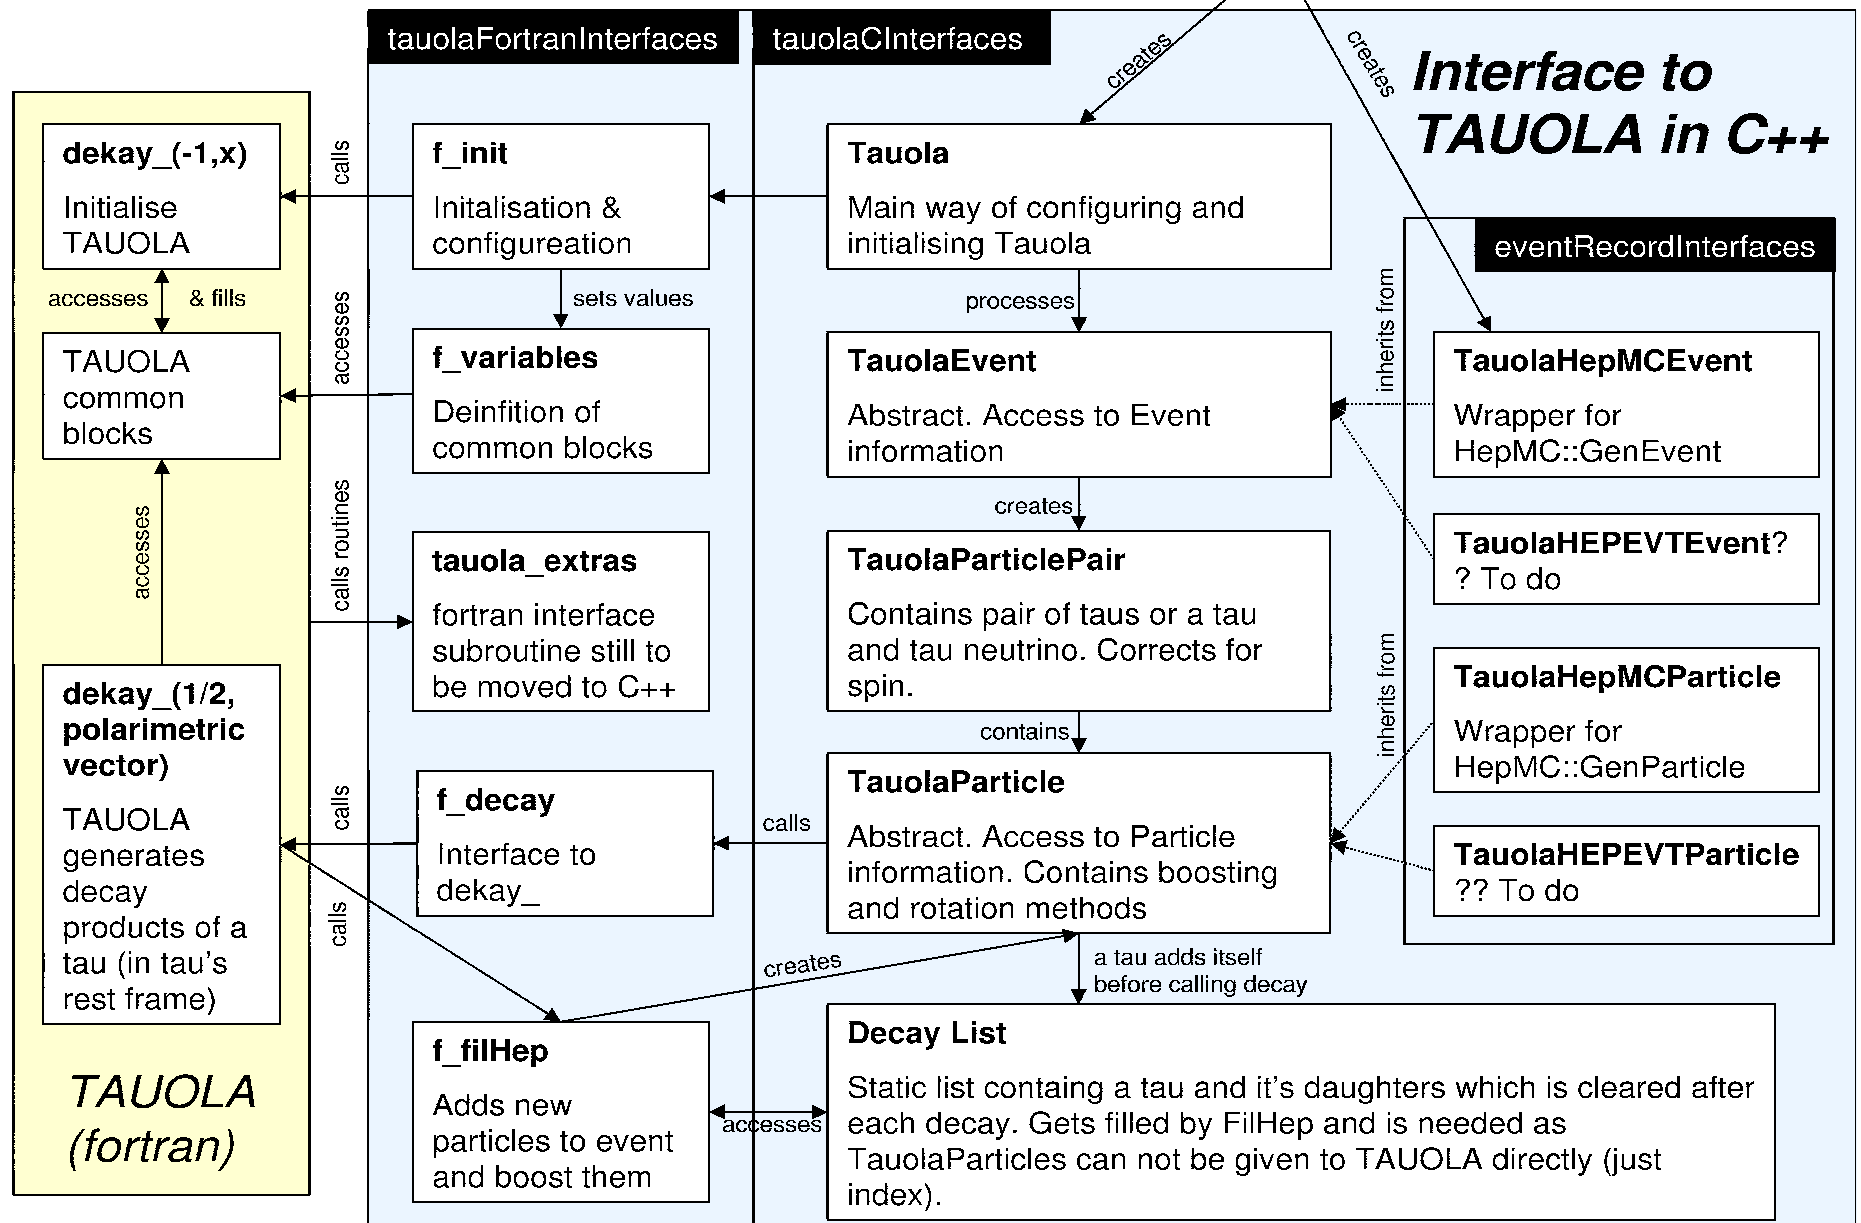 tauolaFortranInterfaces
tauolaCInterfaces
creates
creates
Interface to
TAUOLA in C++
dekay_(-1,x)
Initialise
TAUOLA
calls
f_init
Initalisation &
configureation
Tauola
Main way of configuring and
initialising Tauola
eventRecordInterfaces
accesses
& fills
accesses
sets values
processes
inherits from
TAUOLA
common
blocks
f_variables
Deinfition of
common blocks
TauolaEvent
Abstract. Access to Event
information
TauolaHepMCEvent
Wrapper for
HepMC::GenEvent
accesses
calls routines
creates
tauola_extras
fortran interface
subroutine still to
be moved to C++
TauolaParticlePair
Contains pair of taus or a tau
and tau neutrino. Corrects for
spin.
TauolaHEPEVTEvent?
? To do
inherits from
TauolaHepMCParticle
Wrapper for
HepMC::GenParticle
dekay_(1/2,
polarimetric
vector)
TAUOLA
generates
decay
products of a
tau (in tau's
rest frame)
contains
calls
f_decay
Interface to
dekay_
calls
TauolaParticle
Abstract. Access to Particle
information. Contains boosting
and rotation methods
TauolaHEPEVTParticle
?? To do
calls
creates
a tau adds itself
before calling decay
f_filHep
Adds new
particles to event
and boost them
accesses
Decay List
Static list containg a tau and it's daughters which is cleared after
each decay. Gets filled by FilHep and is needed as
TauolaParticles can not be given to TAUOLA directly (just
index).
TAUOLA
(fortran)